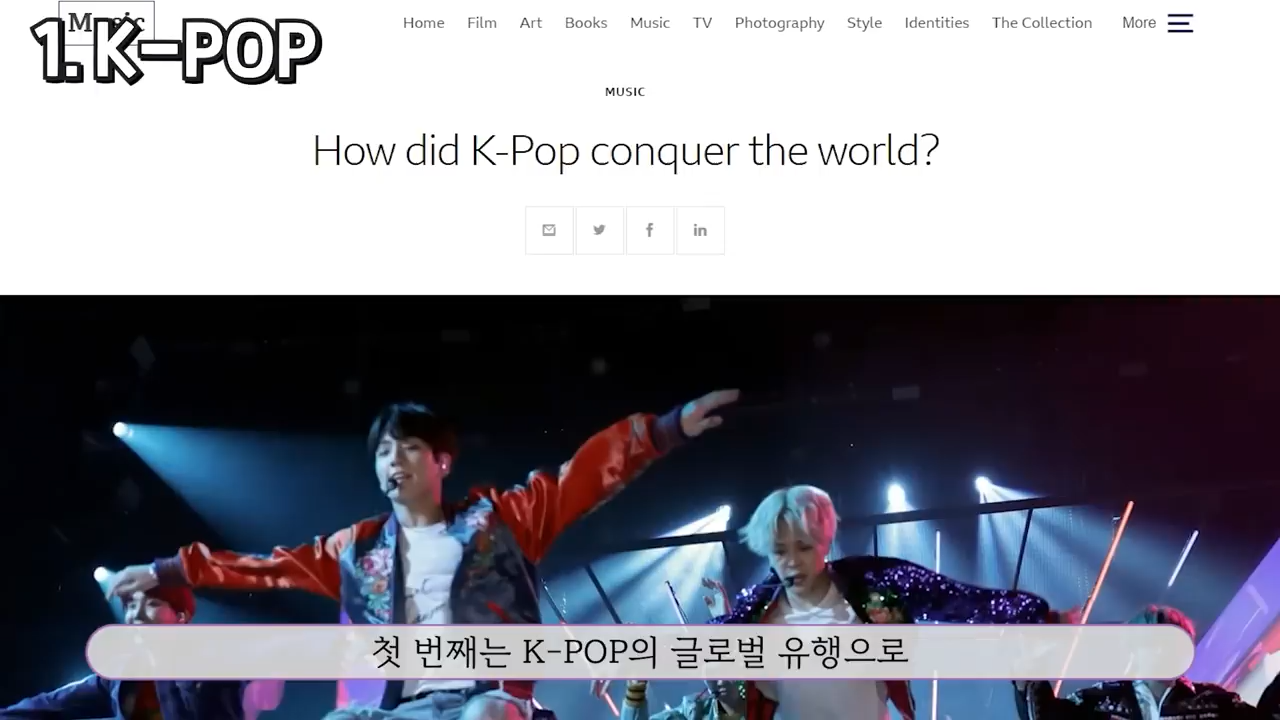 Music
1. K-POP
Home Film Art Books Music TV Photography Style Identities The Collection More
MUSIC
How did K-Pop conquer the world?
첫 번째는 K-POP의 글로벌 유행으로